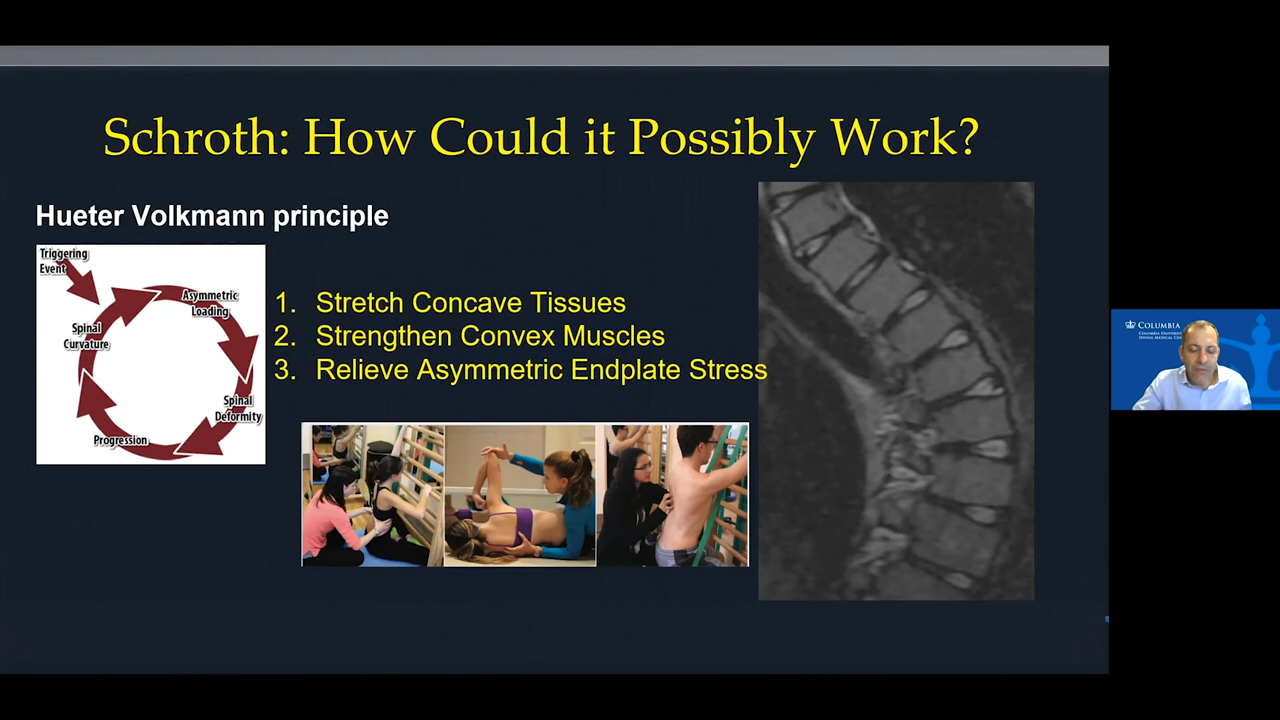 Schroth: How Could it Possibly Work?
Hueter Volkmann principle
Triggering
Event
Asymmetric
Loading
Spinal
Curvature
Spinal
Deformity
Progression
1. Stretch Concave Tissues
2. Strengthen Convex Muscles
3. Relieve Asymmetric Endplate Stress
COLUMBIA